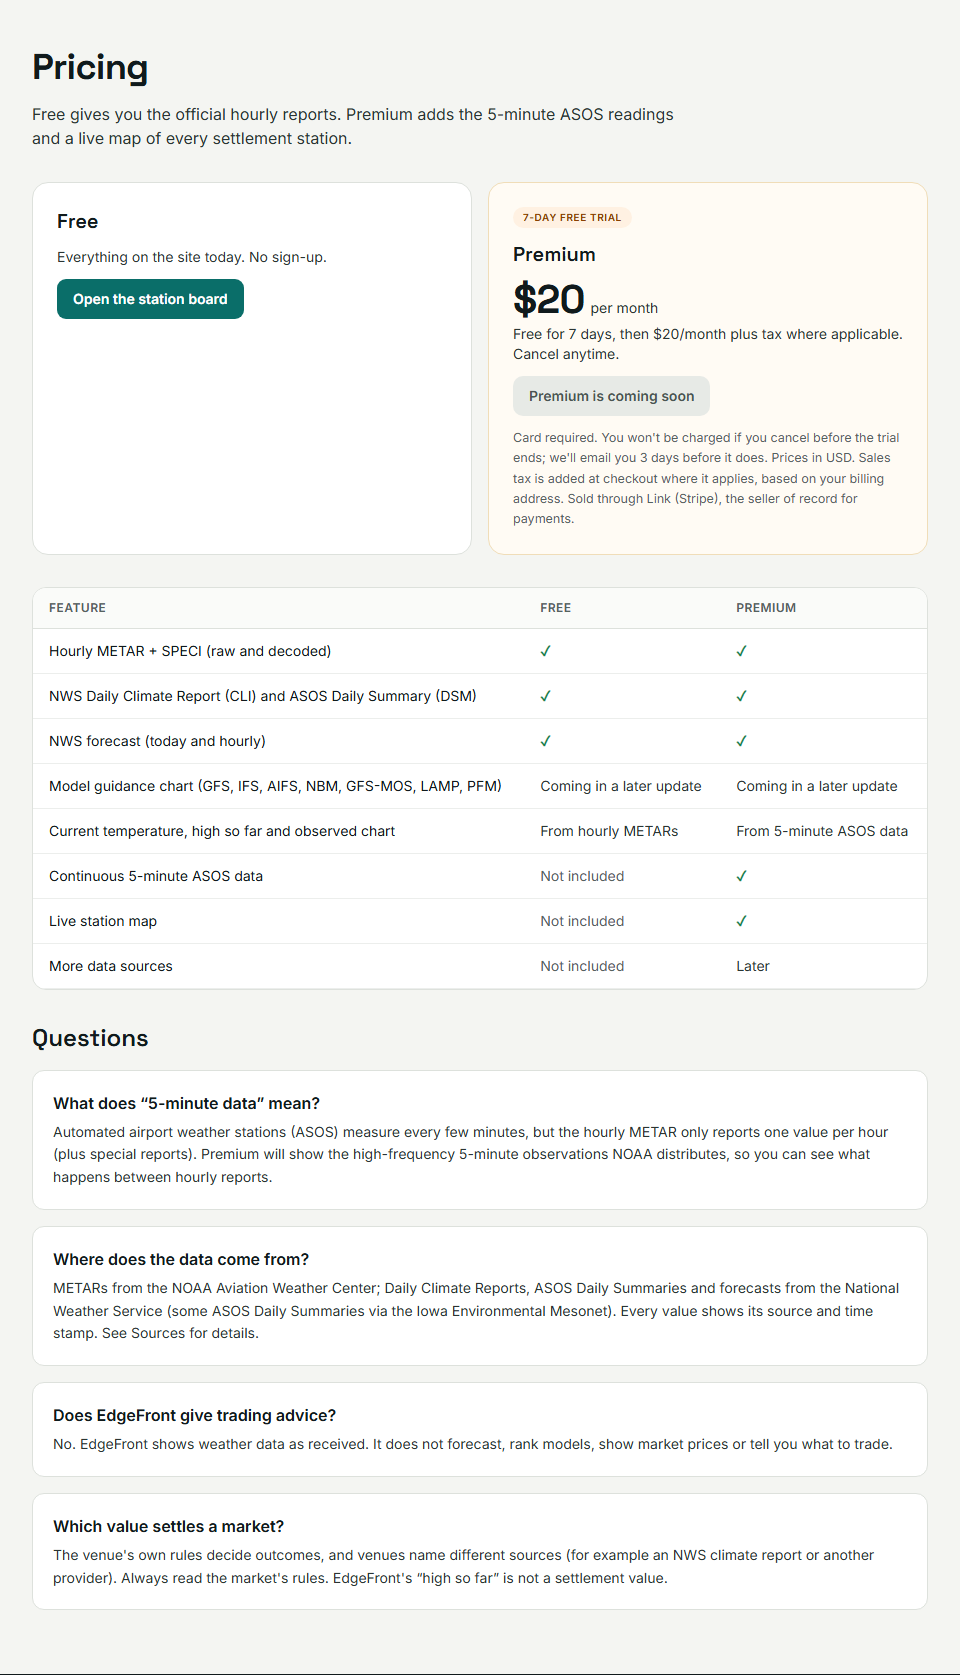 Pricing
Free gives you the official hourly reports. Premium adds the 5-minute ASOS readings
and a live map of every settlement station.
Free
Everything on the site today. No sign-up.
Open the station board
7-DAY FREE TRIAL
Premium
$20 per month
Free for 7 days, then $20/month plus tax where applicable.
Cancel anytime.
Premium is coming soon
Card required. You won't be charged if you cancel before the trial
ends; we'll email you 3 days before it does. Prices in USD. Sales
tax is added at checkout where it applies, based on your billing
address. Sold through Link (Stripe), the seller of record for
payments.
FEATURE FREE PREMIUM
Hourly METAR + SPECI (raw and decoded) ✓ ✓
NWS Daily Climate Report (CLI) and ASOS Daily Summary (DSM) ✓ ✓
NWS forecast (today and hourly) ✓ ✓
Model guidance chart (GFS, IFS, AIFS, NBM, GFS-MOS, LAMP, PFM) Coming in a later update Coming in a later update
Current temperature, high so far and observed chart From hourly METARs From 5-minute ASOS data
Continuous 5-minute ASOS data Not included ✓
Live station map Not included ✓
More data sources Not included Later
Questions
What does “5-minute data” mean?
Automated airport weather stations (ASOS) measure every few minutes, but the hourly METAR only reports one value per hour
(plus special reports). Premium will show the high-frequency 5-minute observations NOAA distributes, so you can see what
happens between hourly reports.
Where does the data come from?
METARs from the NOAA Aviation Weather Center; Daily Climate Reports, ASOS Daily Summaries and forecasts from the National
Weather Service (some ASOS Daily Summaries via the Iowa Environmental Mesonet). Every value shows its source and time
stamp. See Sources for details.
Does EdgeFront give trading advice?
No. EdgeFront shows weather data as received. It does not forecast, rank models, show market prices or tell you what to trade.
Which value settles a market?
The venue's own rules decide outcomes, and venues name different sources (for example an NWS climate report or another
provider). Always read the market's rules. EdgeFront's “high so far” is not a settlement value.